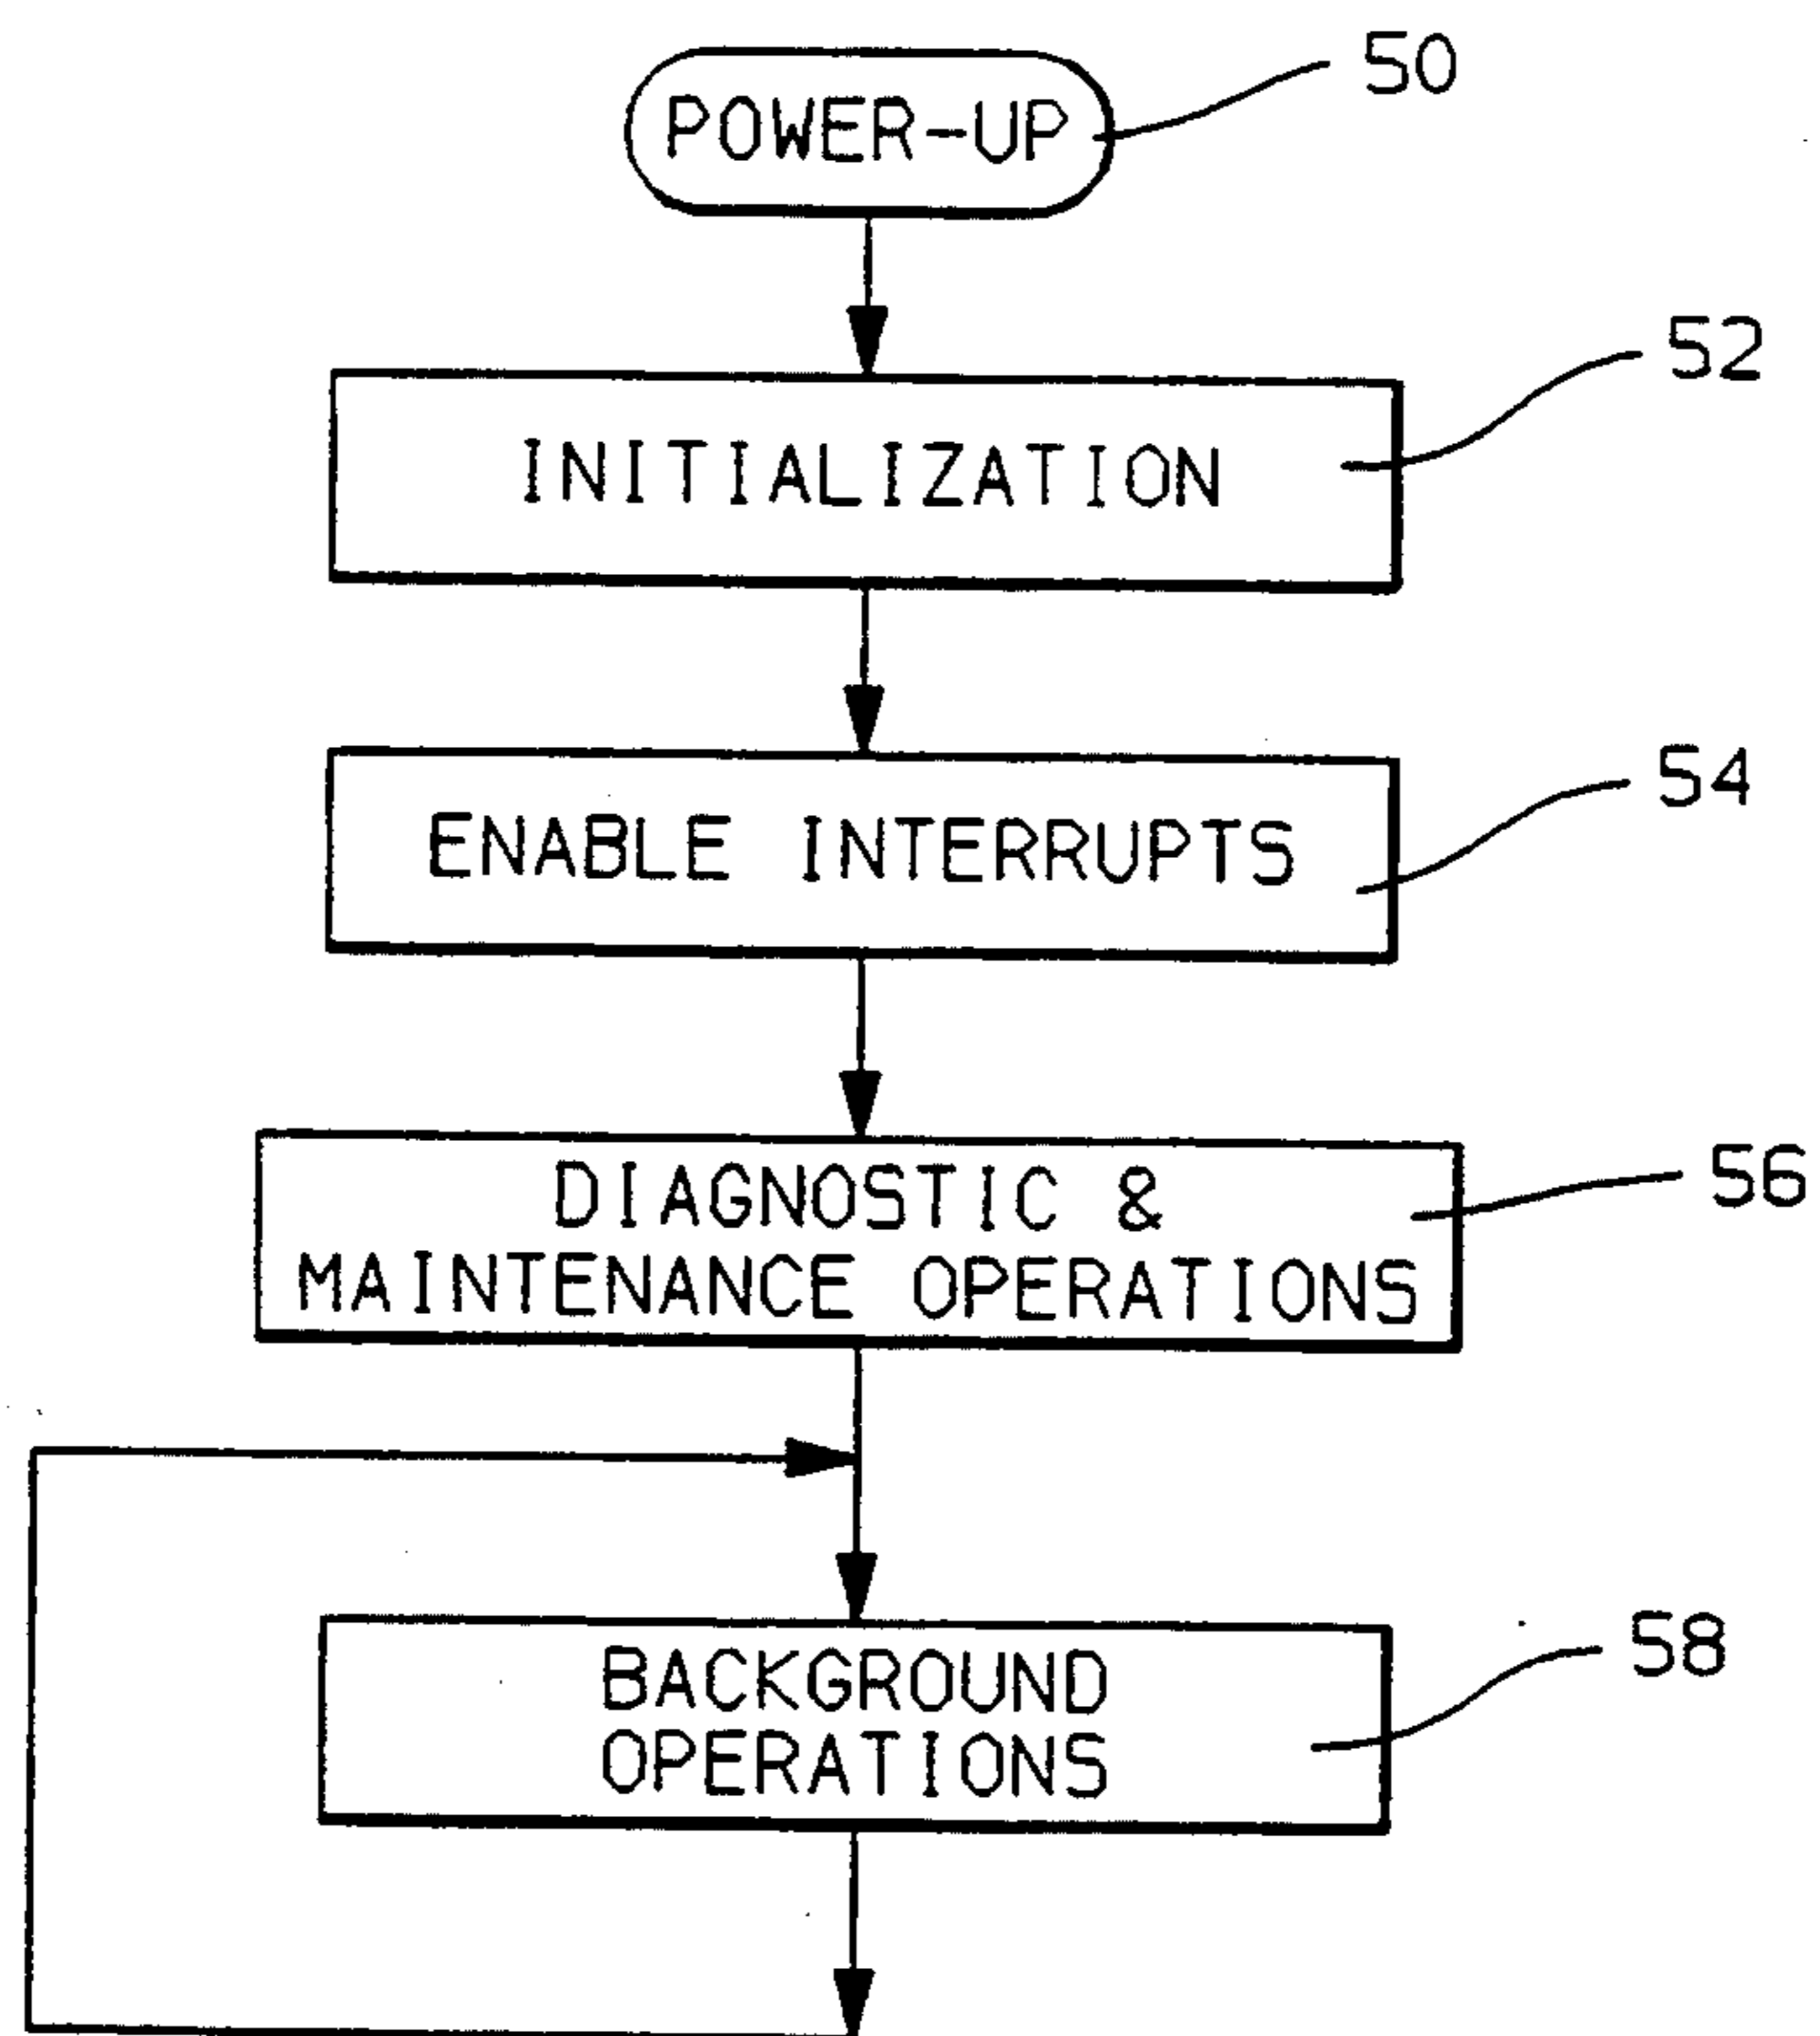 POWER-UP
50
INITIALIZATION
52
ENABLE INTERRUPTS
54
DIAGNOSTIC &
MAINTENANCE OPERATIONS
56
BACKGROUND
OPERATIONS
58